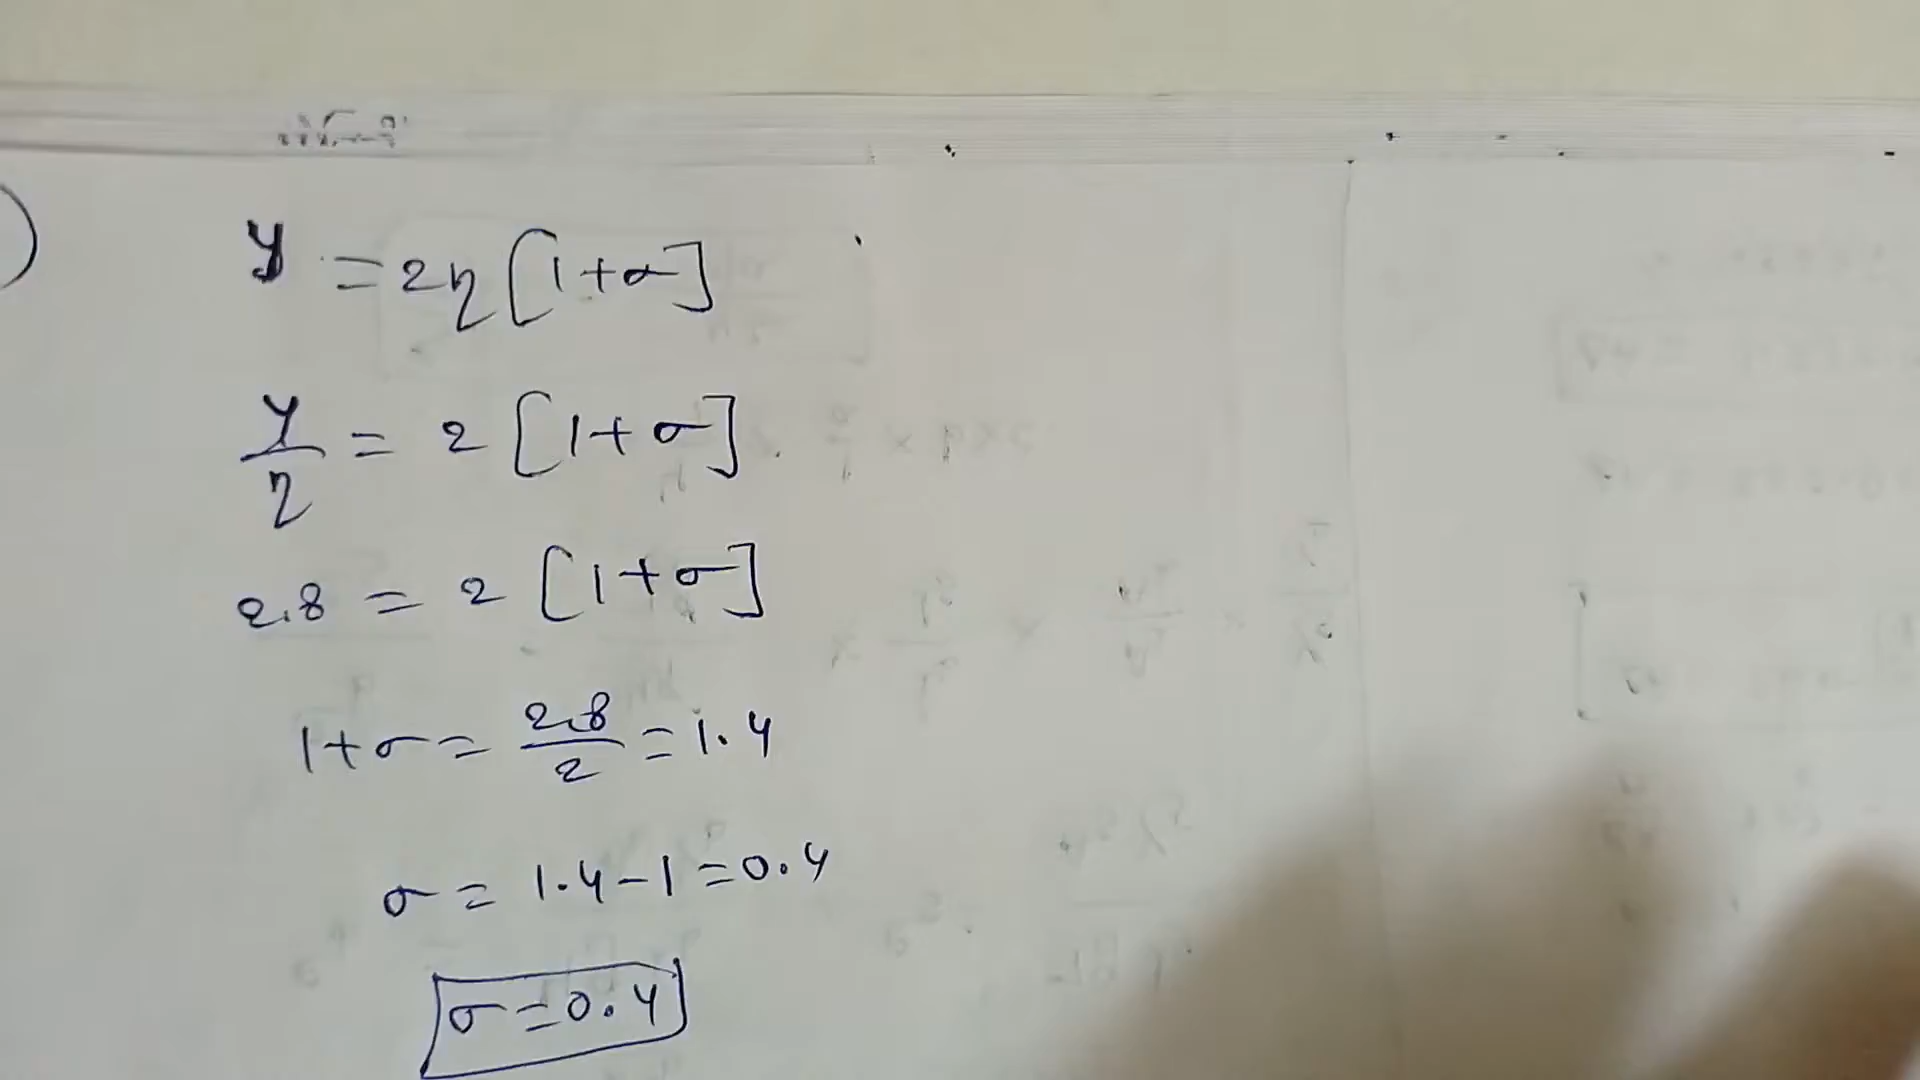 y = 2η [1+σ]
y/η = 2 [1+σ]
2.8 = 2 [1+σ]
1+σ = 2.8/2 = 1.4
σ = 1.4-1 = 0.4
σ = 0.4